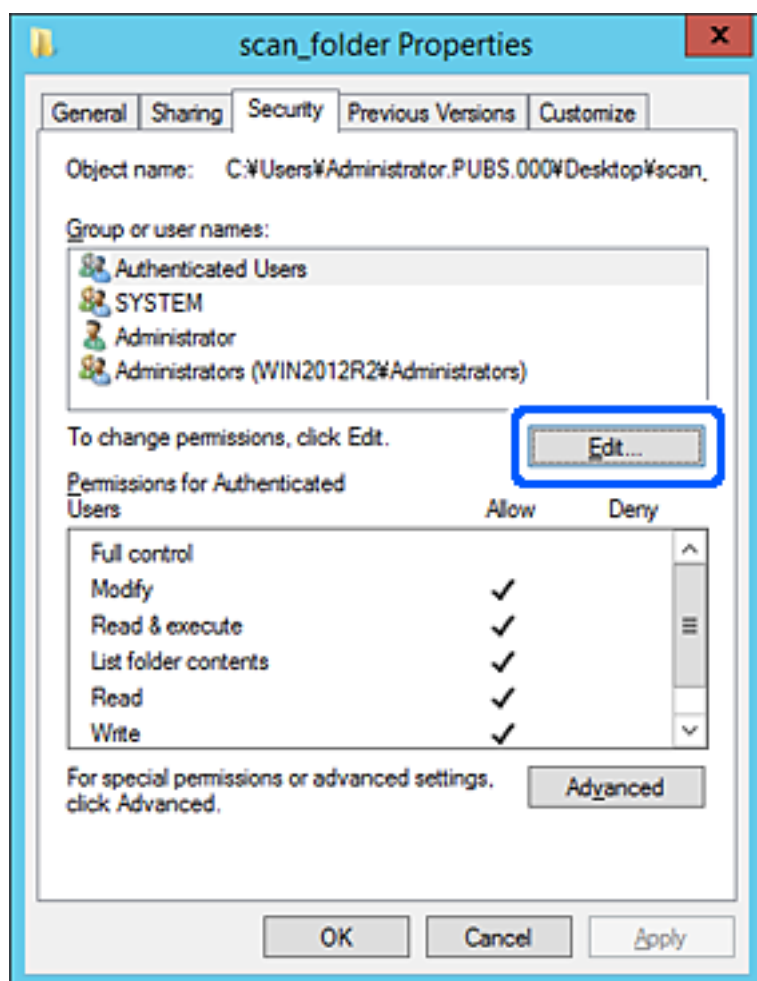 scan_folder Properties
x
General Sharing Security Previous Versions Customize
Object name: C:¥Users¥Administrator.PUBS.000¥Desktop¥scan_
Group or user names:
Authenticated Users
SYSTEM
Administrator
Administrators (WIN2012R2¥Administrators)
To change permissions, click Edit.
Edit...
Permissions for Authenticated
Users Allow Deny
Full control
Modify
Read & execute
List folder contents
Read
Write
For special permissions or advanced settings,
click Advanced.
Advanced
OK Cancel Apply